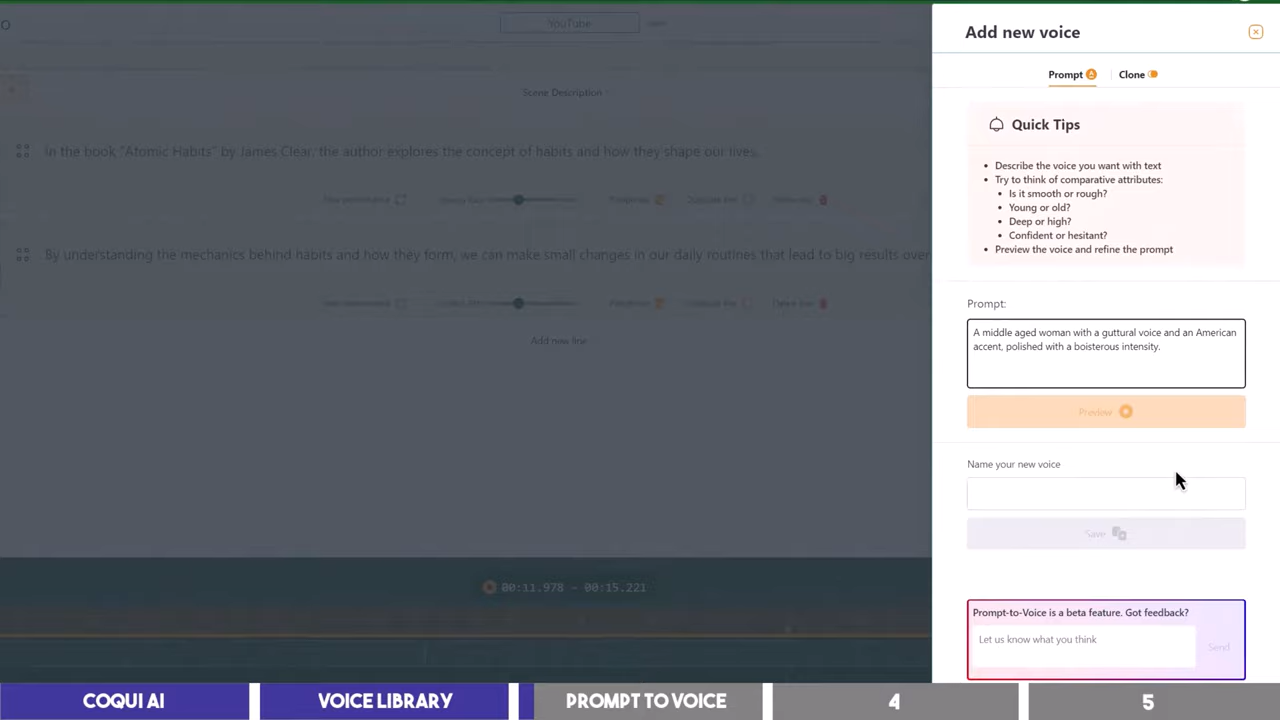 YouTune
Add new voice
Prompt
Clone
Scene Description
Quick Tips
In the book "Atomic Habits" by James Clear, the author explores the concept of habits and how they shape our lives.
Describe the voice you want with text
Try to think of comparative attributes:
Is it smooth or rough?
Young or old?
Deep or high?
Confident or hesitant?
Preview the voice and refine the prompt
By understanding the mechanics behind habits and how they form, we can make small changes in our daily routines that lead to big results over
Add new line
Prompt:
A middle aged woman with a guttural voice and an American
accent, polished with a boisterous intensity.
Preview
Name your new voice
Save
00:11.978 – 00:15.221
Prompt-to-Voice is a beta feature. Got feedback?
Let us know what you think
Send
COQUI AI
VOICE LIBRARY
PROMPT TO VOICE
4
5